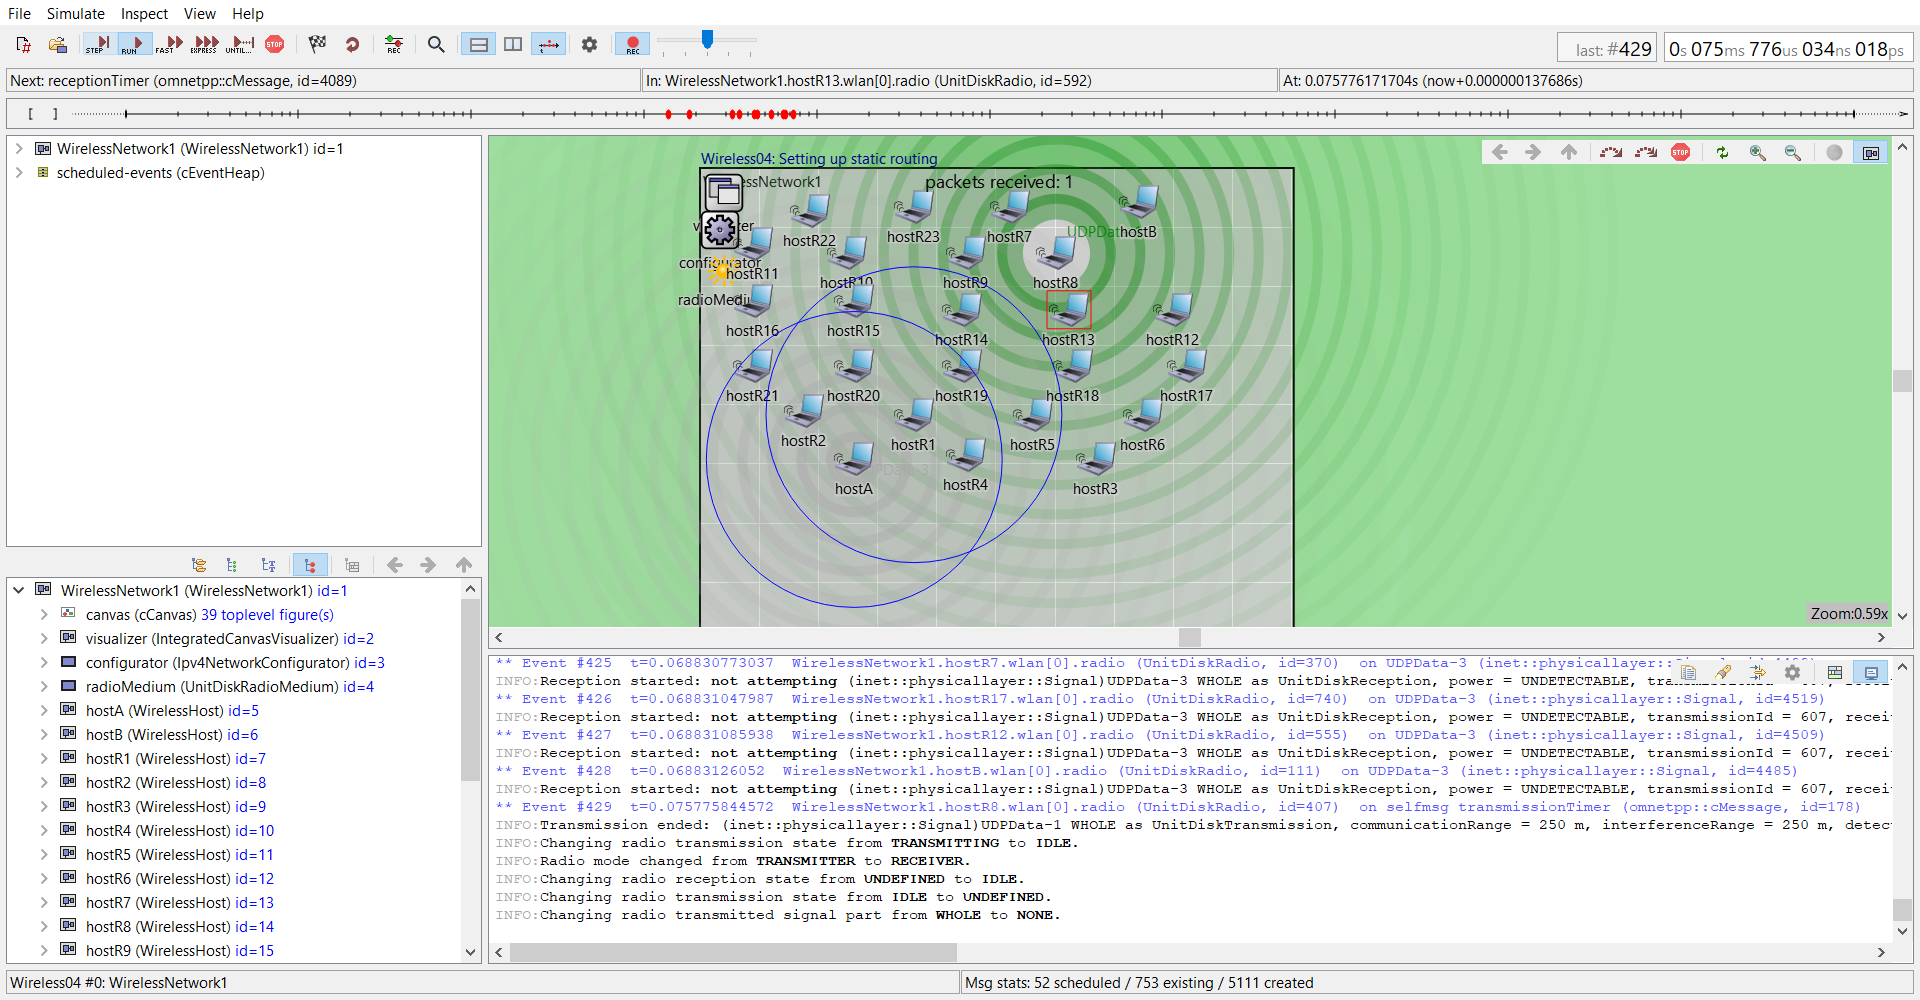 File Simulate Inspect View Help
STEP RUN FAST EXPRESS UNTIL... STOP REC REC last: #429 0s 075ms 776us 034ns 018ps
Next: receptionTimer (omnetpp::cMessage, id=4089) In: WirelessNetwork1.hostR13.wlan[0].radio (UnitDiskRadio, id=592) At: 0.075776171704s (now+0.000000137686s)
[ ]
WirelessNetwork1 (WirelessNetwork1) id=1
scheduled-events (cEventHeap)
WirelessNetwork1 (WirelessNetwork1) id=1
canvas (cCanvas) 39 toplevel figure(s)
visualizer (IntegratedCanvasVisualizer) id=2
configurator (Ipv4NetworkConfigurator) id=3
radioMedium (UnitDiskRadioMedium) id=4
hostA (WirelessHost) id=5
hostB (WirelessHost) id=6
hostR1 (WirelessHost) id=7
hostR2 (WirelessHost) id=8
hostR3 (WirelessHost) id=9
hostR4 (WirelessHost) id=10
hostR5 (WirelessHost) id=11
hostR6 (WirelessHost) id=12
hostR7 (WirelessHost) id=13
hostR8 (WirelessHost) id=14
hostR9 (WirelessHost) id=15
Wireless04: Setting up static routing
STOP
essNetwork1 packets received: 1
hostR22 hostR23 hostR7 UDPDat hostB
configurator
hostR11 hostR10 hostR9 hostR8
radioMedi
hostR16 hostR15 hostR14 hostR13 hostR12
hostR21 hostR20 hostR19 hostR18 hostR17
hostR2 hostR1 hostR5 hostR6
hostA hostR4 hostR3
Zoom:0.59x
** Event #425 t=0.068830773037 WirelessNetwork1.hostR7.wlan[0].radio (UnitDiskRadio, id=370) on UDPData-3 (inet::physicallayer::
INFO:Reception started: not attempting (inet::physicallayer::Signal)UDPData-3 WHOLE as UnitDiskReception, power = UNDETECTABLE,
** Event #426 t=0.068831047987 WirelessNetwork1.hostR17.wlan[0].radio (UnitDiskRadio, id=740) on UDPData-3 (inet::physicallayer::Signal, id=4519)
INFO:Reception started: not attempting (inet::physicallayer::Signal)UDPData-3 WHOLE as UnitDiskReception, power = UNDETECTABLE, transmissionId = 607, recei
** Event #427 t=0.068831085938 WirelessNetwork1.hostR12.wlan[0].radio (UnitDiskRadio, id=555) on UDPData-3 (inet::physicallayer::Signal, id=4509)
INFO:Reception started: not attempting (inet::physicallayer::Signal)UDPData-3 WHOLE as UnitDiskReception, power = UNDETECTABLE, transmissionId = 607, recei
** Event #428 t=0.06883126052 WirelessNetwork1.hostB.wlan[0].radio (UnitDiskRadio, id=111) on UDPData-3 (inet::physicallayer::Signal, id=4485)
INFO:Reception started: not attempting (inet::physicallayer::Signal)UDPData-3 WHOLE as UnitDiskReception, power = UNDETECTABLE, transmissionId = 607, recei
** Event #429 t=0.075775844572 WirelessNetwork1.hostR8.wlan[0].radio (UnitDiskRadio, id=407) on selfmsg transmissionTimer (omnetpp::cMessage, id=178)
INFO:Transmission ended: (inet::physicallayer::Signal)UDPData-1 WHOLE as UnitDiskTransmission, communicationRange = 250 m, interferenceRange = 250 m, detec
INFO:Changing radio transmission state from TRANSMITTING to IDLE.
INFO:Radio mode changed from TRANSMITTER to RECEIVER.
INFO:Changing radio reception state from UNDEFINED to IDLE.
INFO:Changing radio transmission state from IDLE to UNDEFINED.
INFO:Changing radio transmitted signal part from WHOLE to NONE.
Wireless04 #0: WirelessNetwork1 Msg stats: 52 scheduled / 753 existing / 5111 created